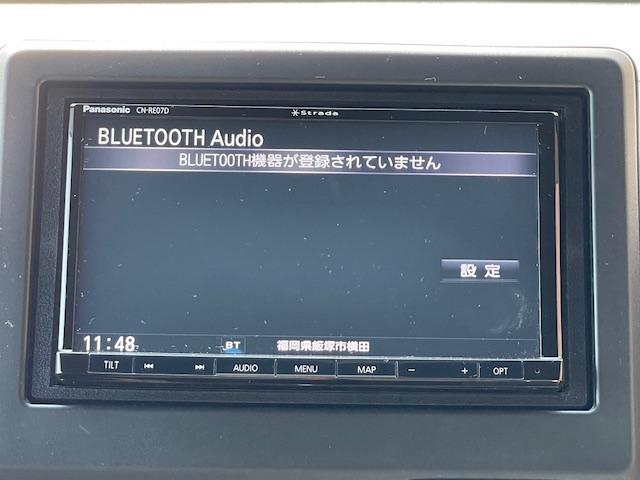 Panasonic CN-RE07D Strada
BLUETOOTH Audio
BLUETOOTH機器が登録されていません
設定
11:48 BT 福岡県飯塚市横田
TILT AUDIO MENU MAP − + OPT